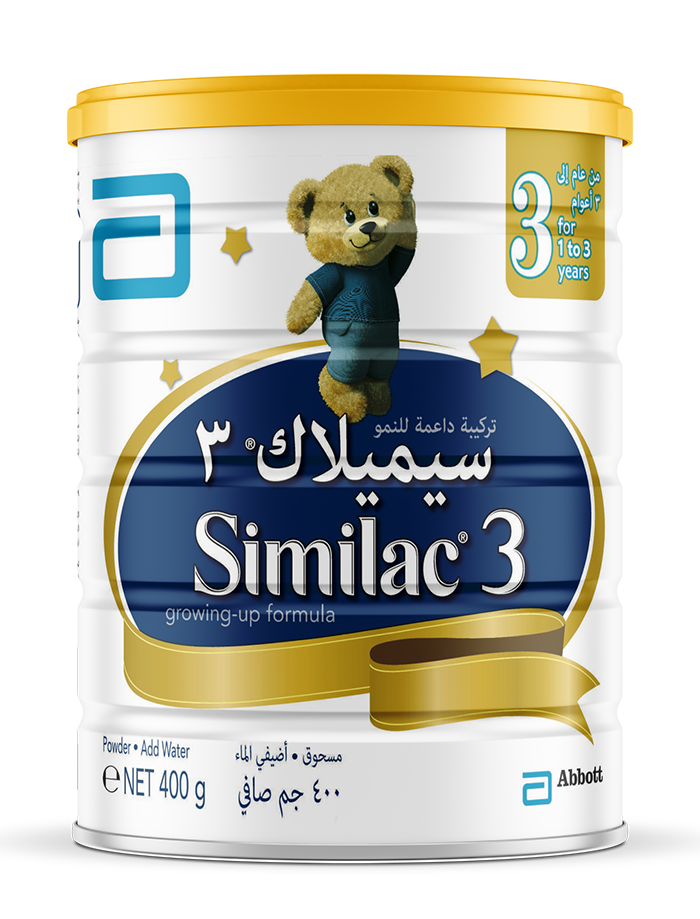 3
من عام إلى
٣ أعوام
for
1 to 3
years
تركيبة داعمة للنمو
سيميلاك® ٣
Similac® 3
growing-up formula
Powder • Add Water
℮ NET 400 g
مسحوق • أضيفي الماء
٤٠٠ جم صافي
Abbott